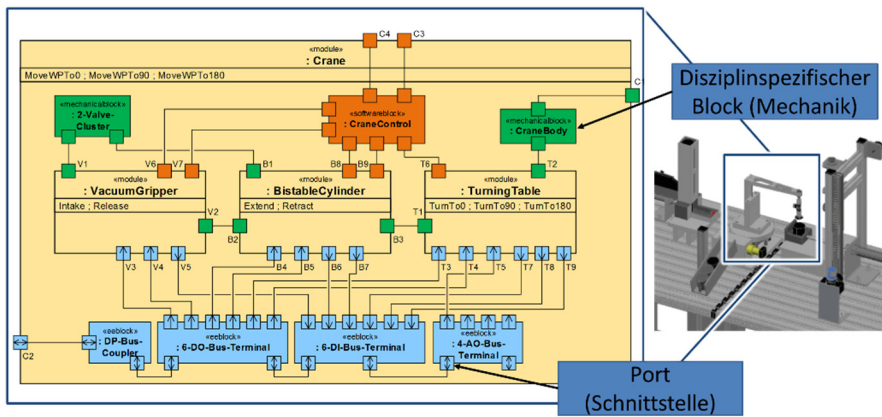 C4
C3
«module»
: Crane
MoveWPTo0 ; MoveWPTo90 ; MoveWPTo180
C1
«mechanicalblock»
: 2-Valve-
Cluster
«softwareblock»
: CraneControl
«mechanicalblock»
: CraneBody
Disziplinspezifischer
Block (Mechanik)
V1
V6
V7
B1
B8
B9
T6
T2
«module»
: VacuumGripper
Intake ; Release
«module»
: BistableCylinder
Extend ; Retract
«module»
: TurningTable
TurnTo0 ; TurnTo90 ; TurnTo180
V2
B2
T1
B3
V3
V4
V5
B4
B5
B6
B7
T3
T4
T5
T7
T8
T9
C2
«eeblock»
: DP-Bus-
Coupler
«eeblock»
: 6-DO-Bus-Terminal
«eeblock»
: 6-DI-Bus-Terminal
«eeblock»
: 4-AO-Bus-
Terminal
Port
(Schnittstelle)